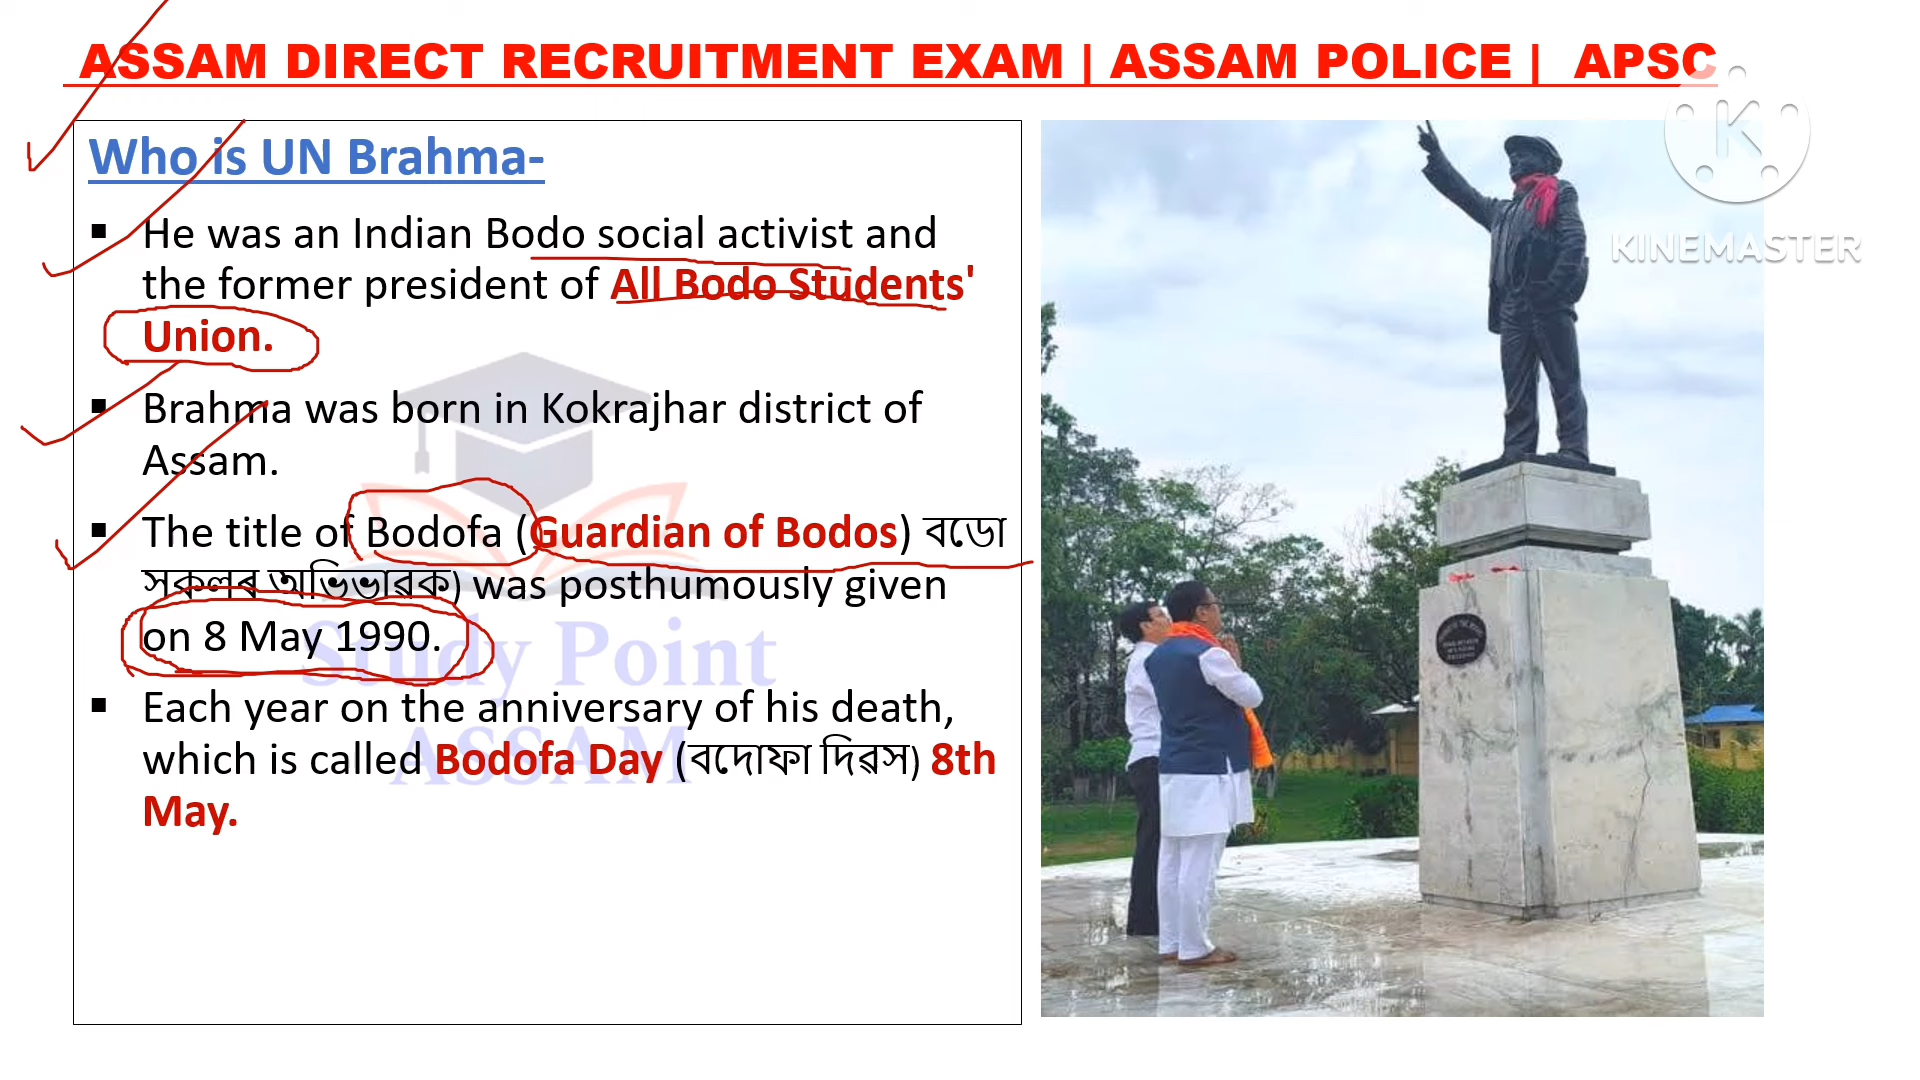 ASSAM DIRECT RECRUITMENT EXAM | ASSAM POLICE | APSC
K
KINEMASTER
Who is UN Brahma-
▪ He was an Indian Bodo social activist and
the former president of All Bodo Students'
Union.
▪ Brahma was born in Kokrajhar district of
Assam.
▪ The title of Bodofa (Guardian of Bodos) বডো
সকলৰ অভিভাৱক) was posthumously given
on 8 May 1990.
▪ Each year on the anniversary of his death,
which is called Bodofa Day (বদোফা দিৱস) 8th
May.
Study Point
ASSAM